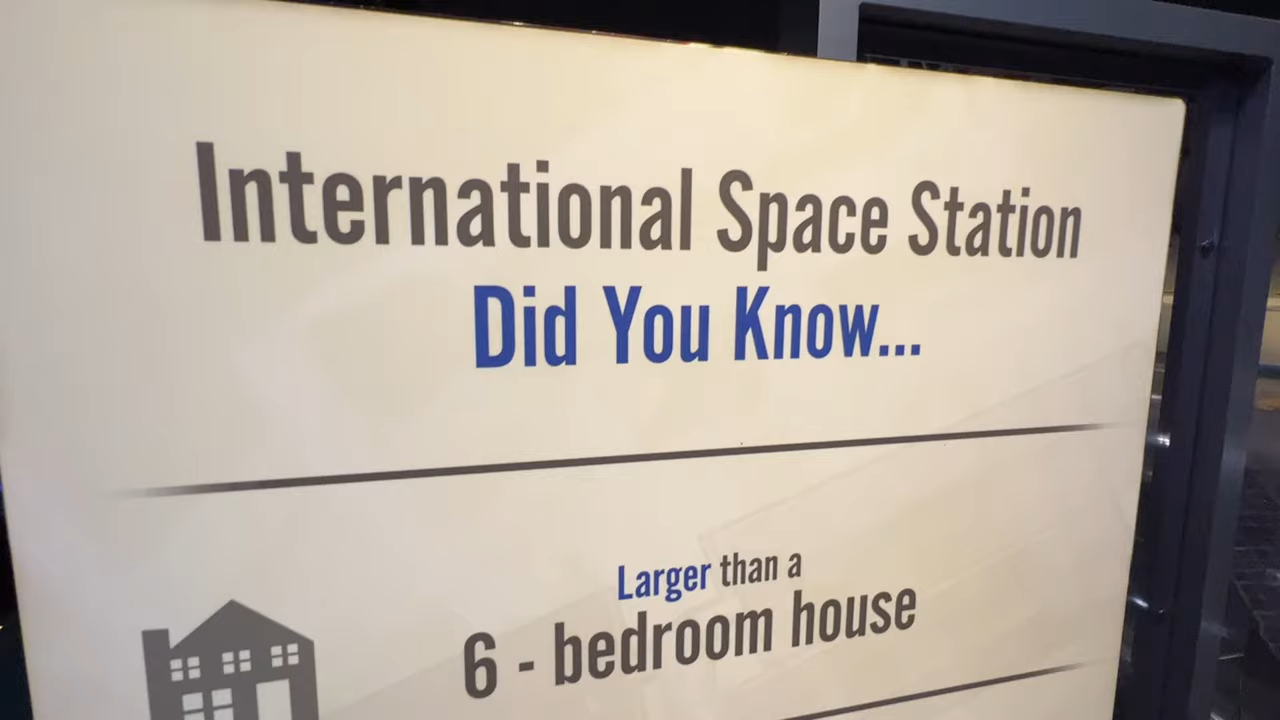 International Space Station
Did You Know...
Larger than a
6 - bedroom house